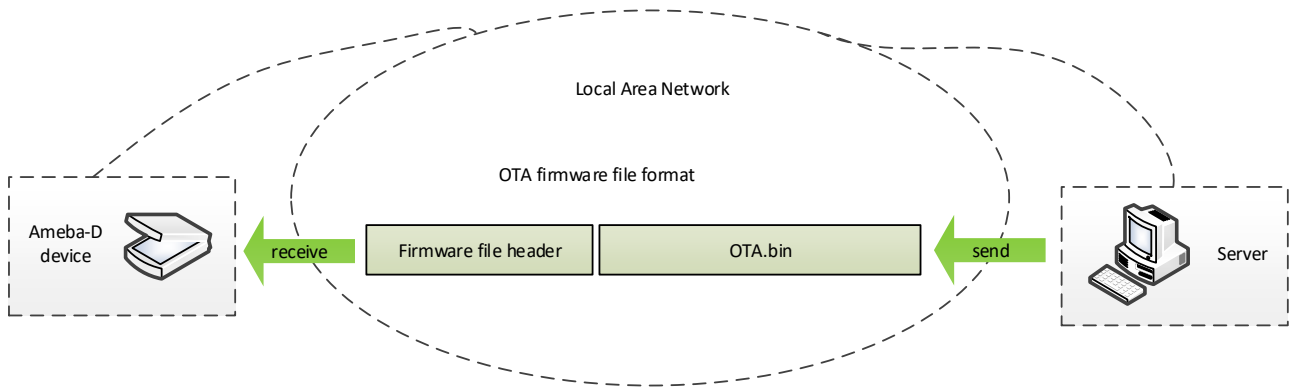 Local Area Network
OTA firmware file format
Ameba-D
device
receive
Firmware file header
OTA.bin
send
Server